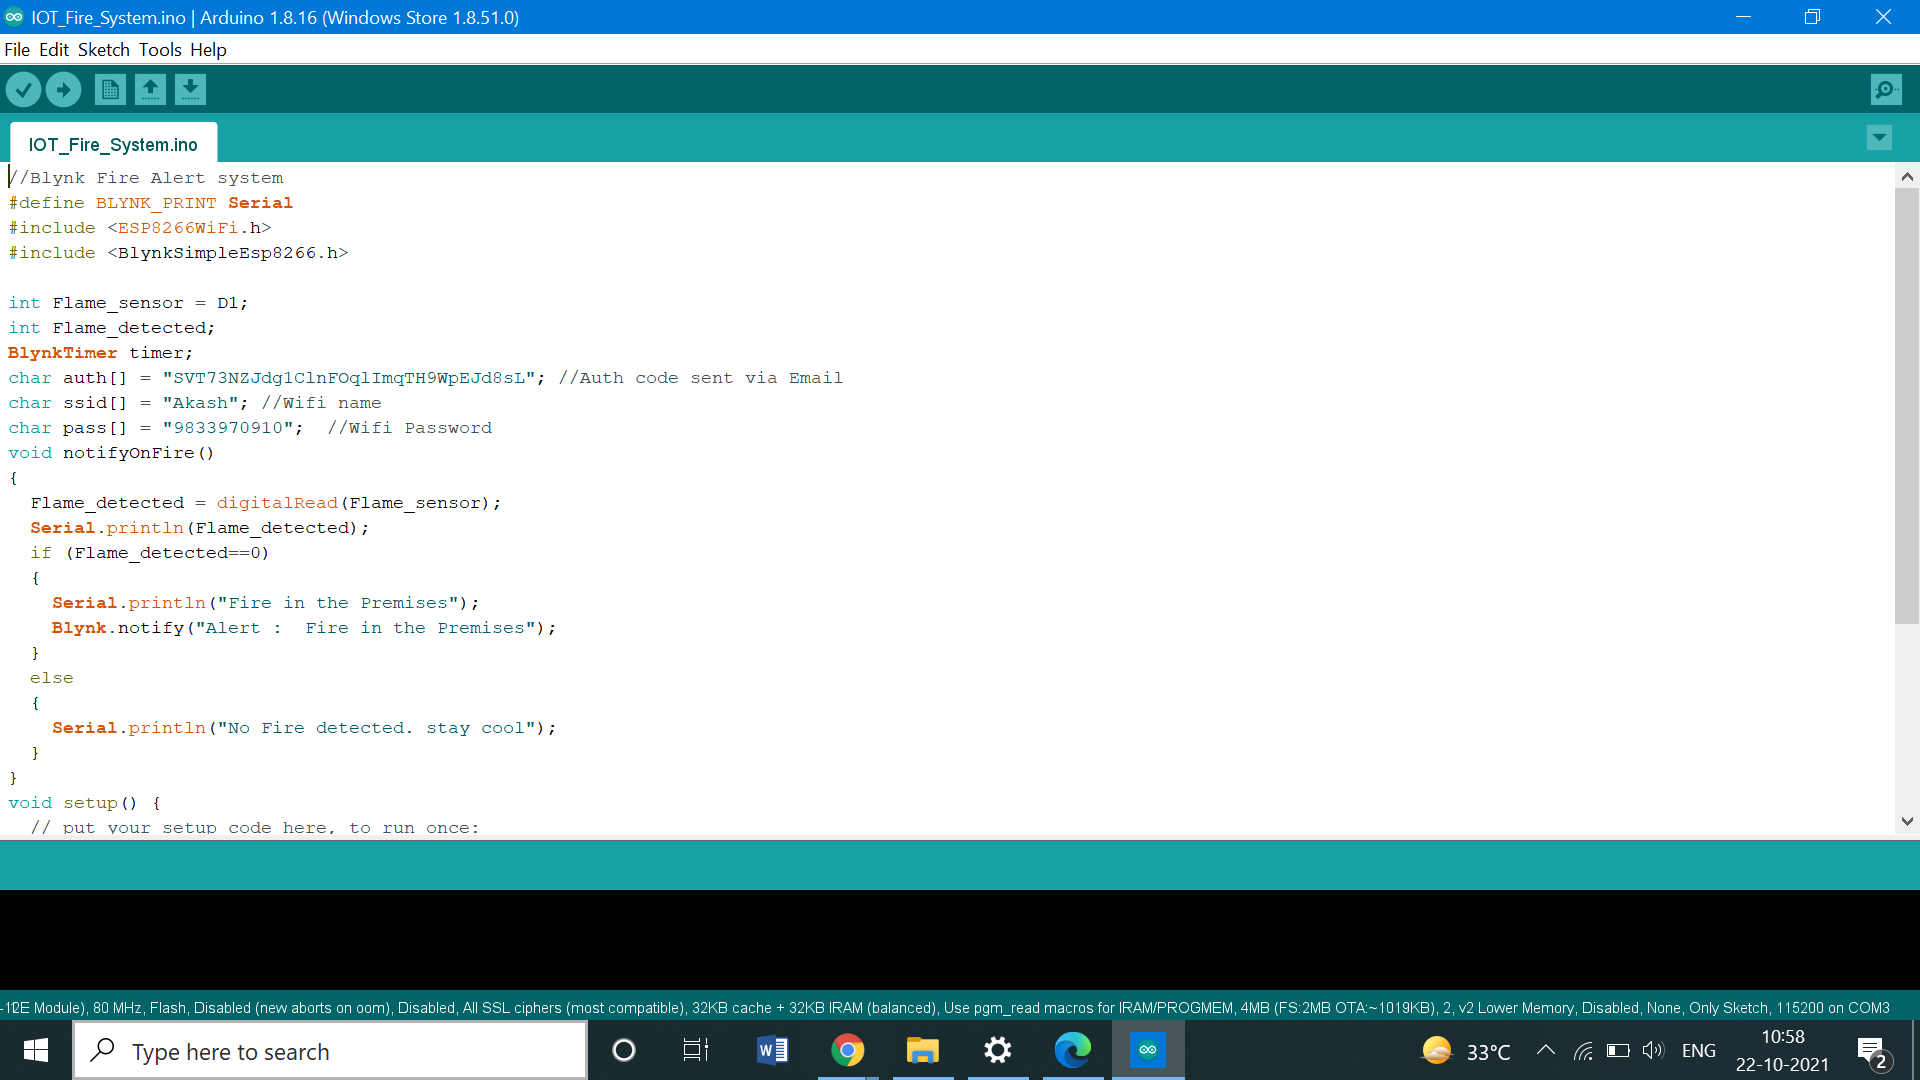 IOT_Fire_System.ino | Arduino 1.8.16 (Windows Store 1.8.51.0)
File Edit Sketch Tools Help
IOT_Fire_System.ino
//Blynk Fire Alert system
#define BLYNK_PRINT Serial
#include <ESP8266WiFi.h>
#include <BlynkSimpleEsp8266.h>
int Flame_sensor = D1;
int Flame_detected;
BlynkTimer timer;
char auth[] = "SVT73NZJdg1ClnFOqlImqTH9WpEJd8sL"; //Auth code sent via Email
char ssid[] = "Akash"; //Wifi name
char pass[] = "9833970910";  //Wifi Password
void notifyOnFire()
{
  Flame_detected = digitalRead(Flame_sensor);
  Serial.println(Flame_detected);
  if (Flame_detected==0)
  {
    Serial.println("Fire in the Premises");
    Blynk.notify("Alert :  Fire in the Premises");
  }
  else
  {
    Serial.println("No Fire detected. stay cool");
  }
}
void setup() {
  // put your setup code here, to run once:
-12E Module), 80 MHz, Flash, Disabled (new aborts on oom), Disabled, All SSL ciphers (most compatible), 32KB cache + 32KB IRAM (balanced), Use pgm_read macros for IRAM/PROGMEM, 4MB (FS:2MB OTA:~1019KB), 2, v2 Lower Memory, Disabled, None, Only Sketch, 115200 on COM3
Type here to search
33°C
ENG
10:58
22-10-2021
2